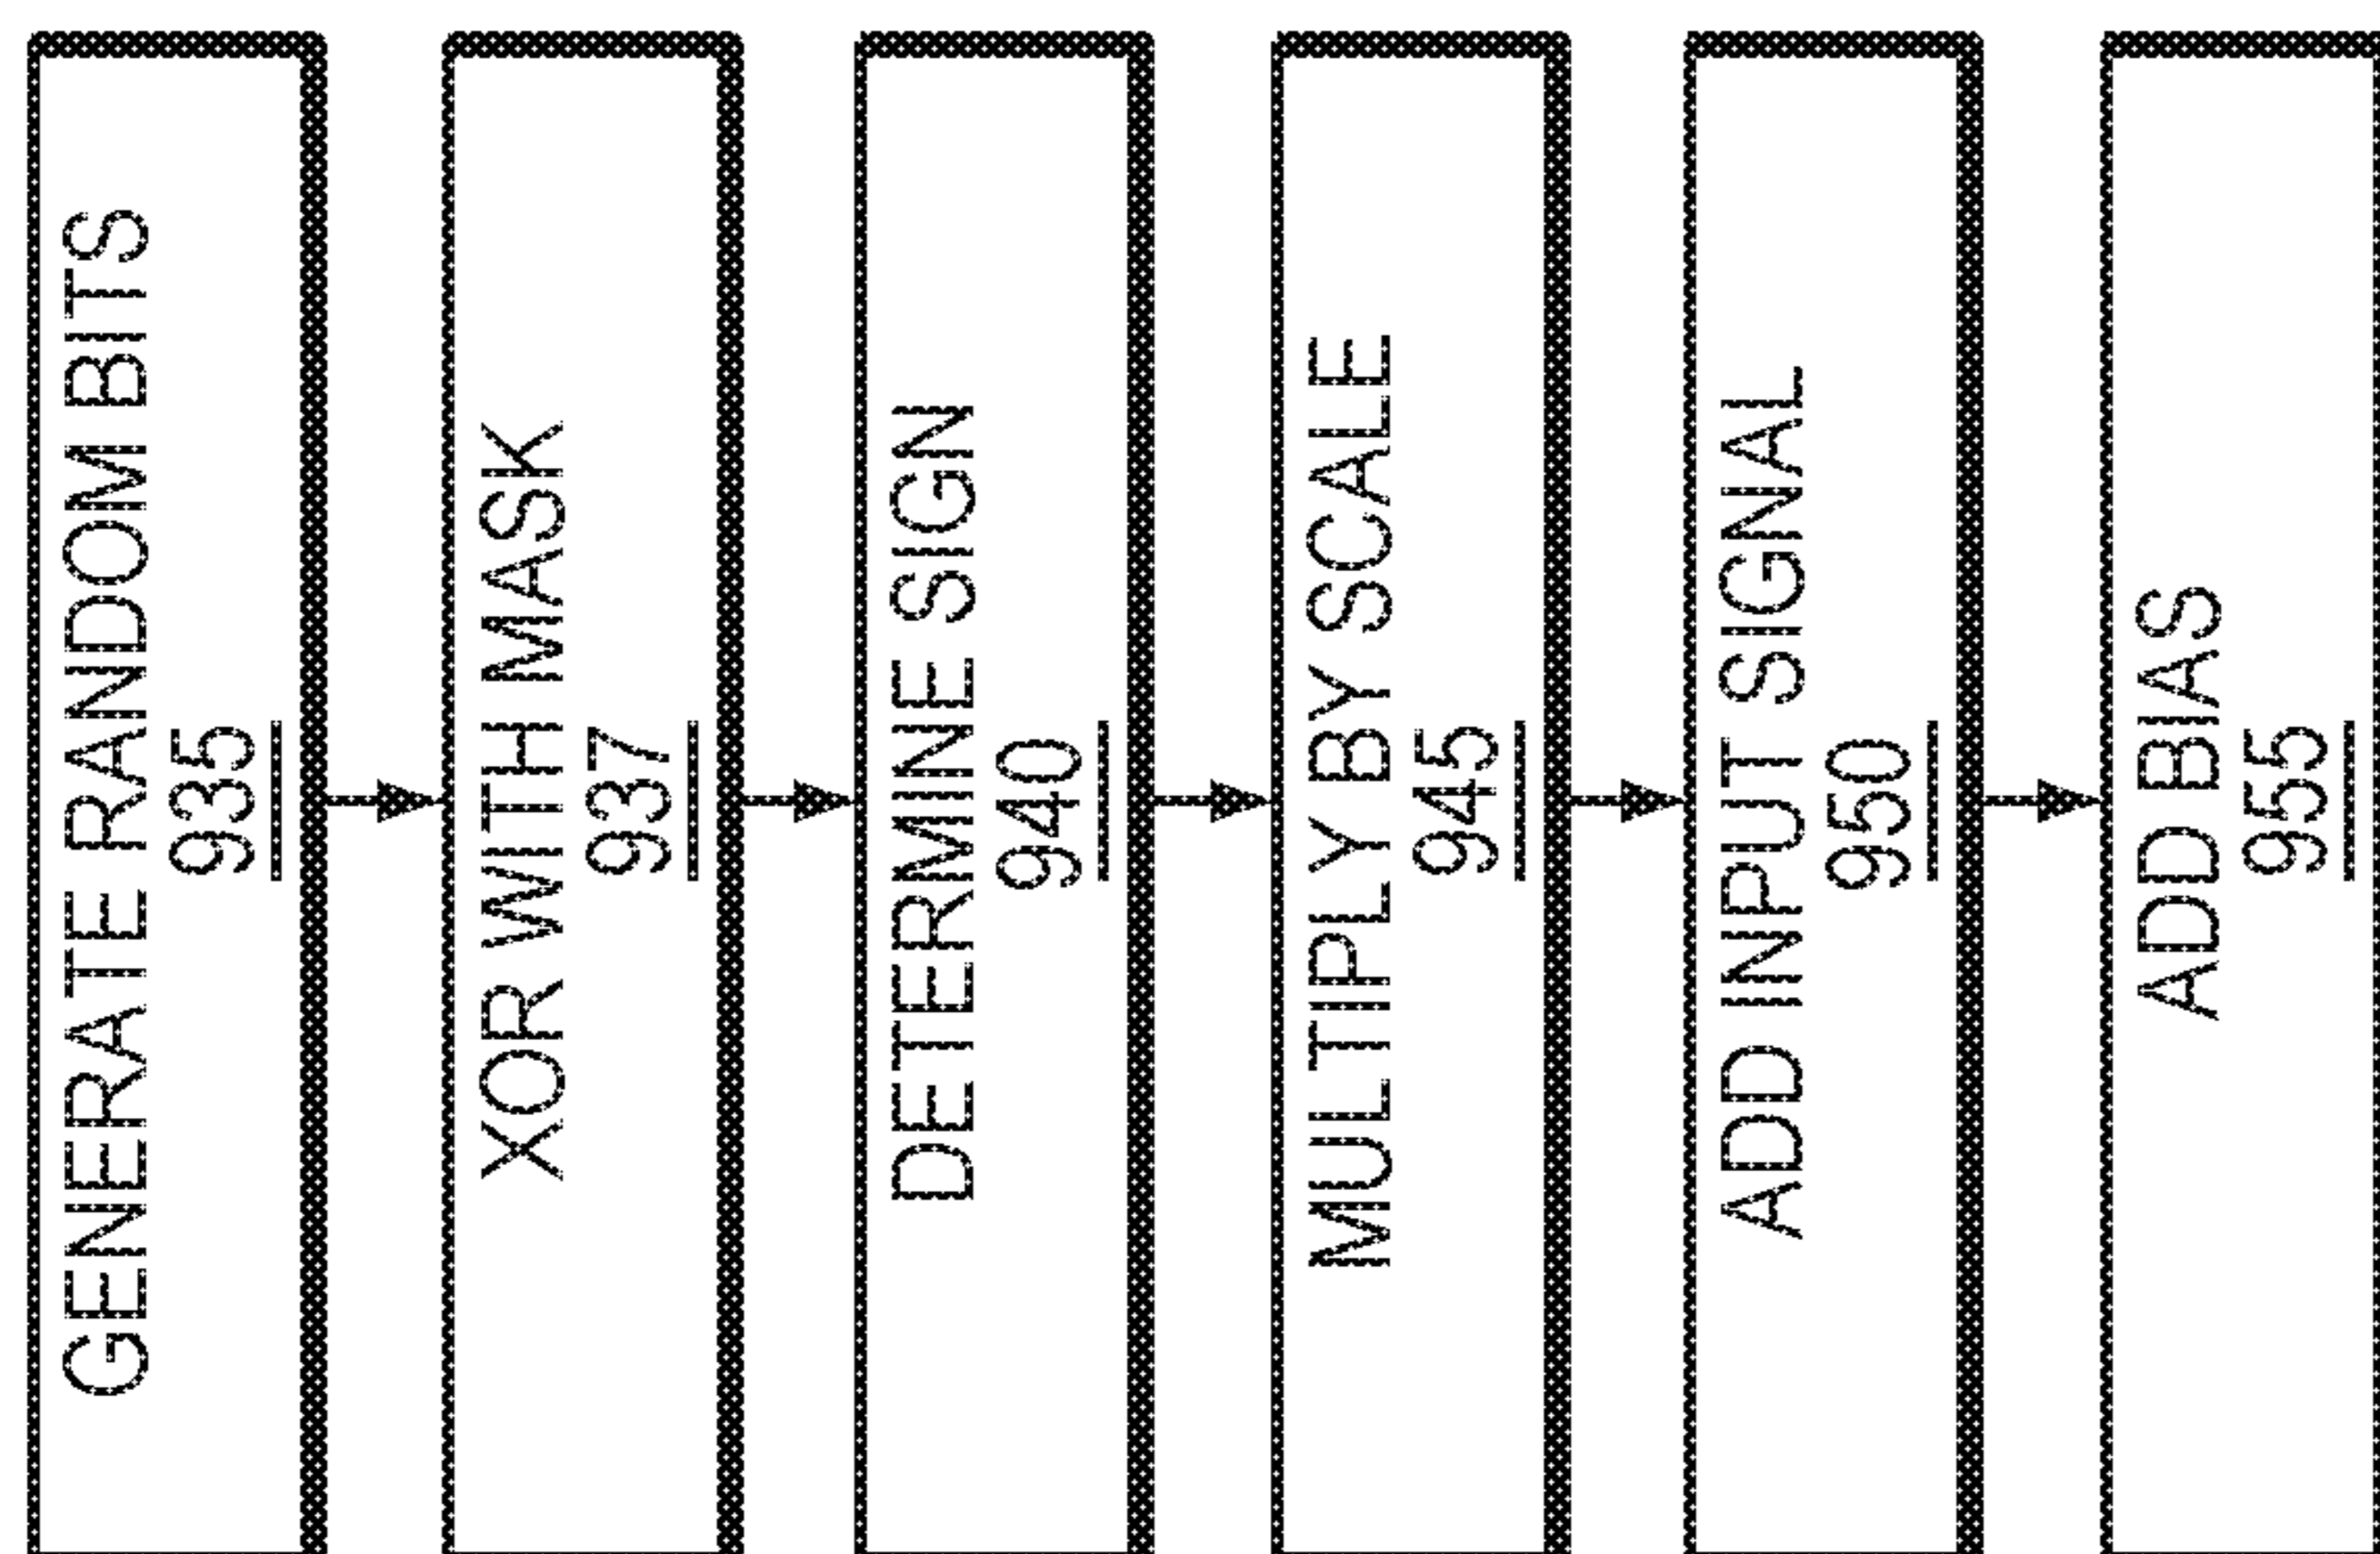 GENERATE RANDOM BITS
935
XOR WITH MASK
937
DETERMINE SIGN
940
MULTIPLY BY SCALE
945
ADD INPUT SIGNAL
950
ADD BIAS
955